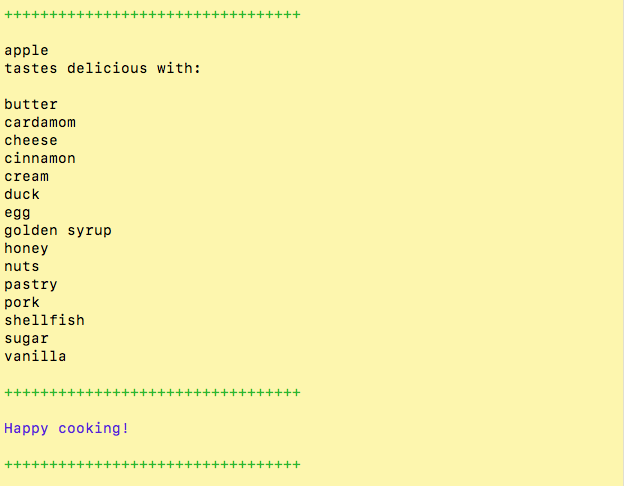 +++++++++++++++++++++++++++++++++
apple
tastes delicious with:
butter
cardamom
cheese
cinnamon
cream
duck
egg
golden syrup
honey
nuts
pastry
pork
shellfish
sugar
vanilla
+++++++++++++++++++++++++++++++++
Happy cooking!
+++++++++++++++++++++++++++++++++